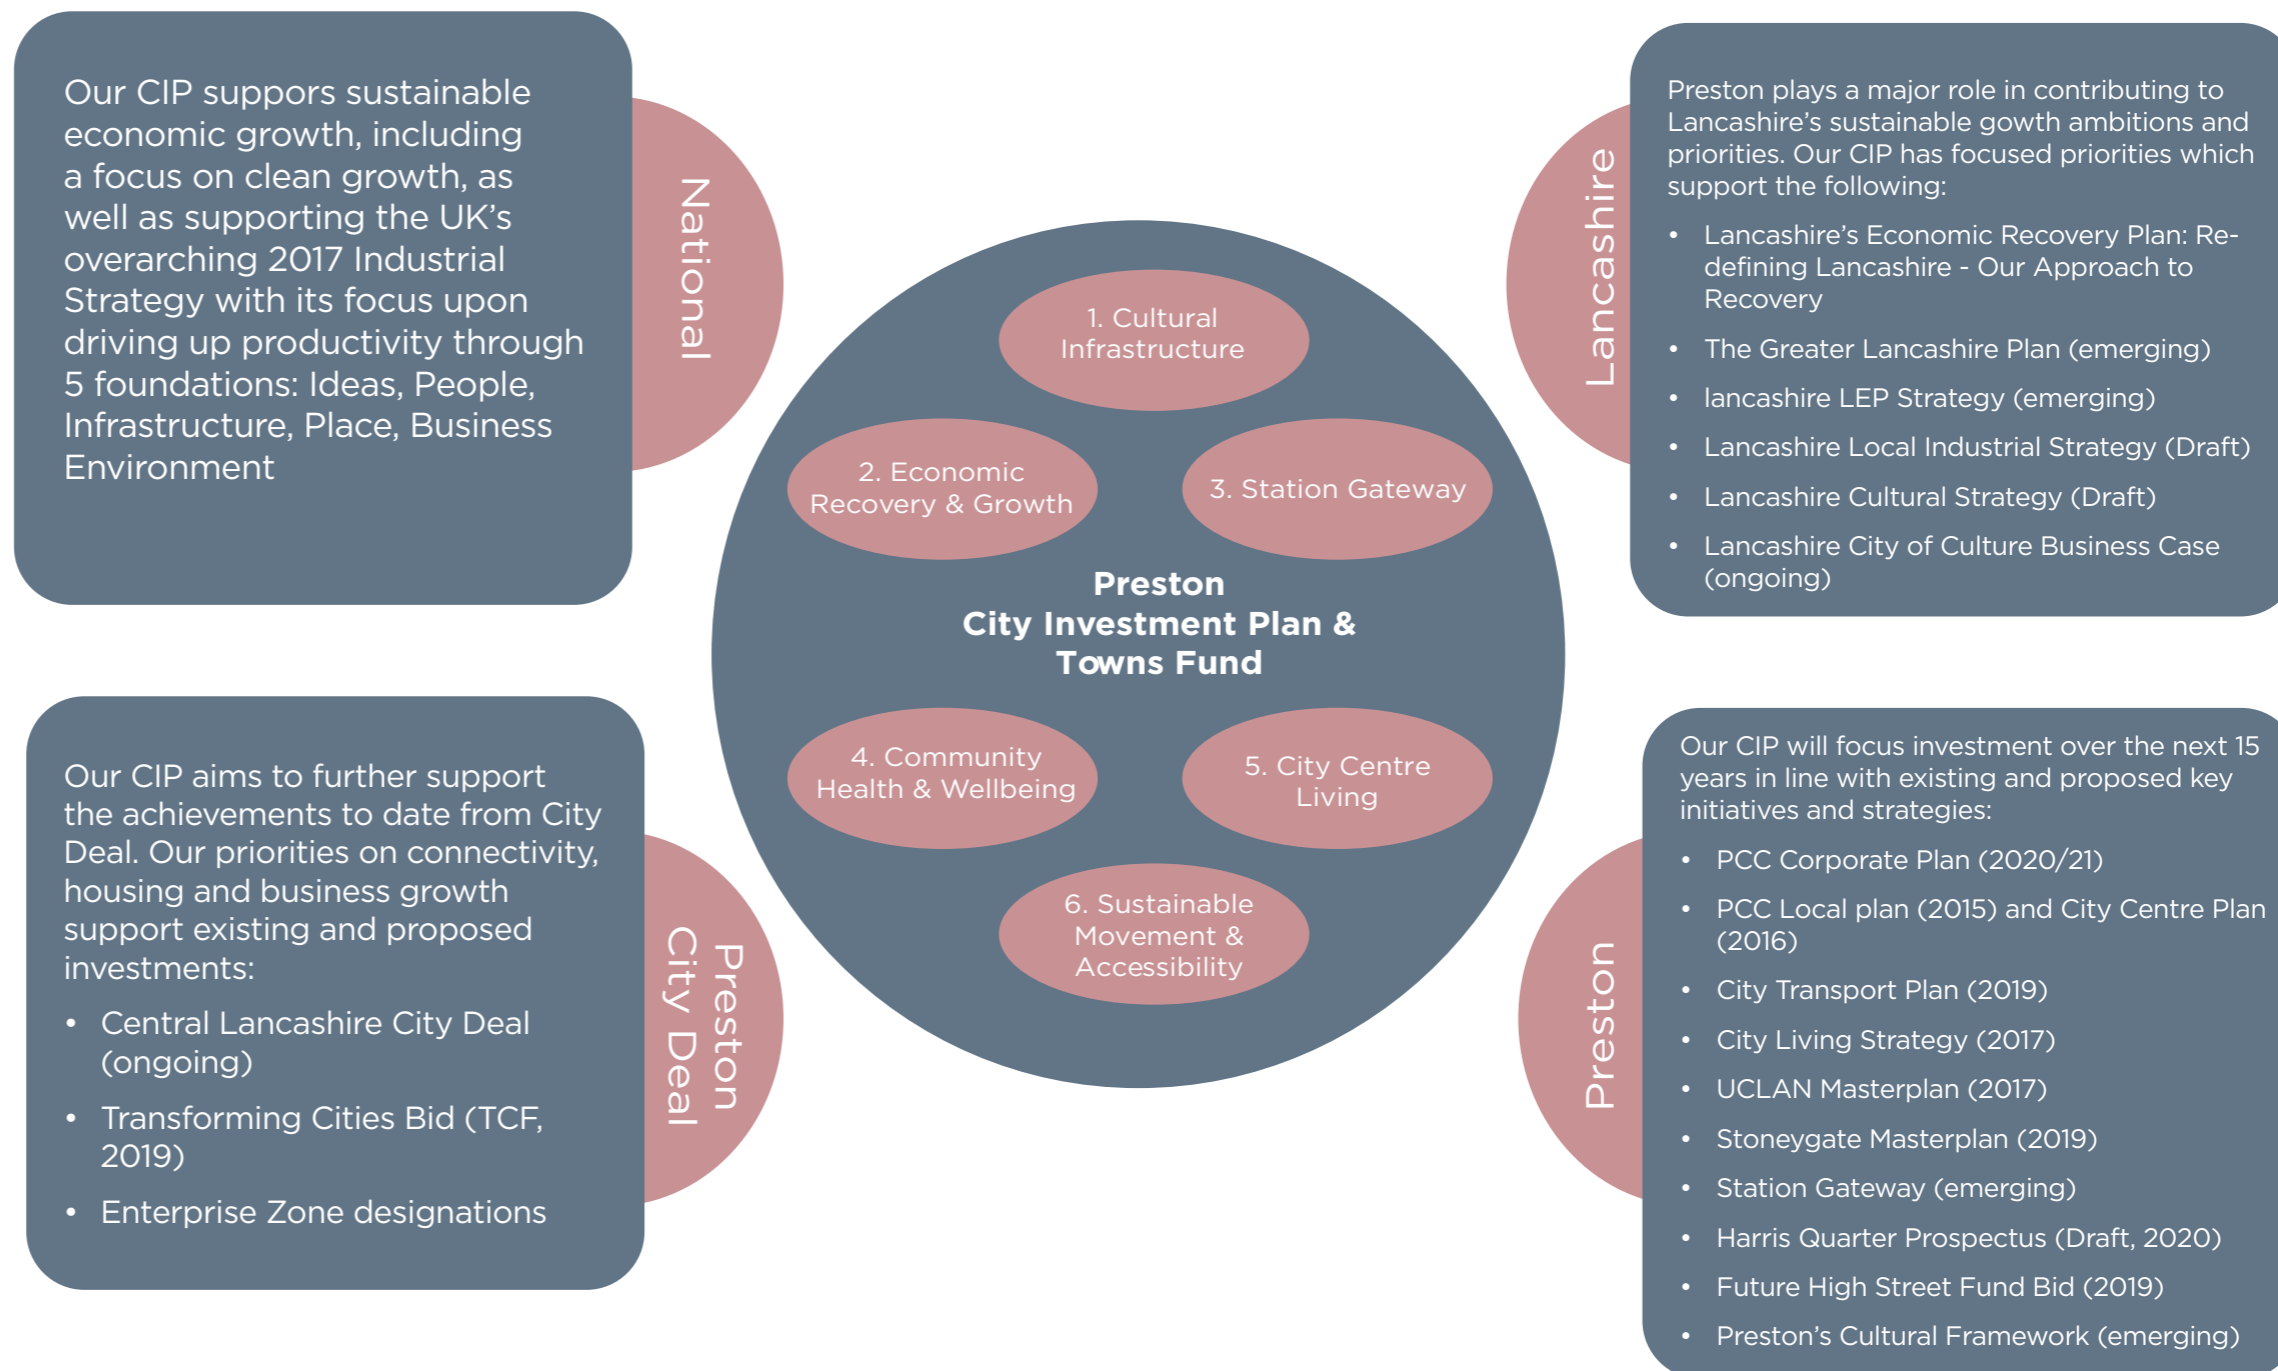 Our CIP suppors sustainable
economic growth, including
a focus on clean growth, as
well as supporting the UK's
overarching 2017 Industrial
Strategy with its focus upon
driving up productivity through
5 foundations: Ideas, People,
Infrastructure, Place, Business
Environment
National
Lancashire
Preston plays a major role in contributing to
Lancashire's sustainable gowth ambitions and
priorities. Our CIP has focused priorities which
support the following:
• Lancashire's Economic Recovery Plan: Re-
defining Lancashire - Our Approach to
Recovery
• The Greater Lancashire Plan (emerging)
• lancashire LEP Strategy (emerging)
• Lancashire Local Industrial Strategy (Draft)
• Lancashire Cultural Strategy (Draft)
• Lancashire City of Culture Business Case
(ongoing)
1. Cultural
Infrastructure
2. Economic
Recovery & Growth
3. Station Gateway
Preston
City Investment Plan &
Towns Fund
4. Community
Health & Wellbeing
5. City Centre
Living
6. Sustainable
Movement &
Accessibility
Our CIP aims to further support
the achievements to date from City
Deal. Our priorities on connectivity,
housing and business growth
support existing and proposed
investments:
• Central Lancashire City Deal
(ongoing)
• Transforming Cities Bid (TCF,
2019)
• Enterprise Zone designations
Preston
City Deal
Preston
Our CIP will focus investment over the next 15
years in line with existing and proposed key
initiatives and strategies:
• PCC Corporate Plan (2020/21)
• PCC Local plan (2015) and City Centre Plan
(2016)
• City Transport Plan (2019)
• City Living Strategy (2017)
• UCLAN Masterplan (2017)
• Stoneygate Masterplan (2019)
• Station Gateway (emerging)
• Harris Quarter Prospectus (Draft, 2020)
• Future High Street Fund Bid (2019)
• Preston's Cultural Framework (emerging)